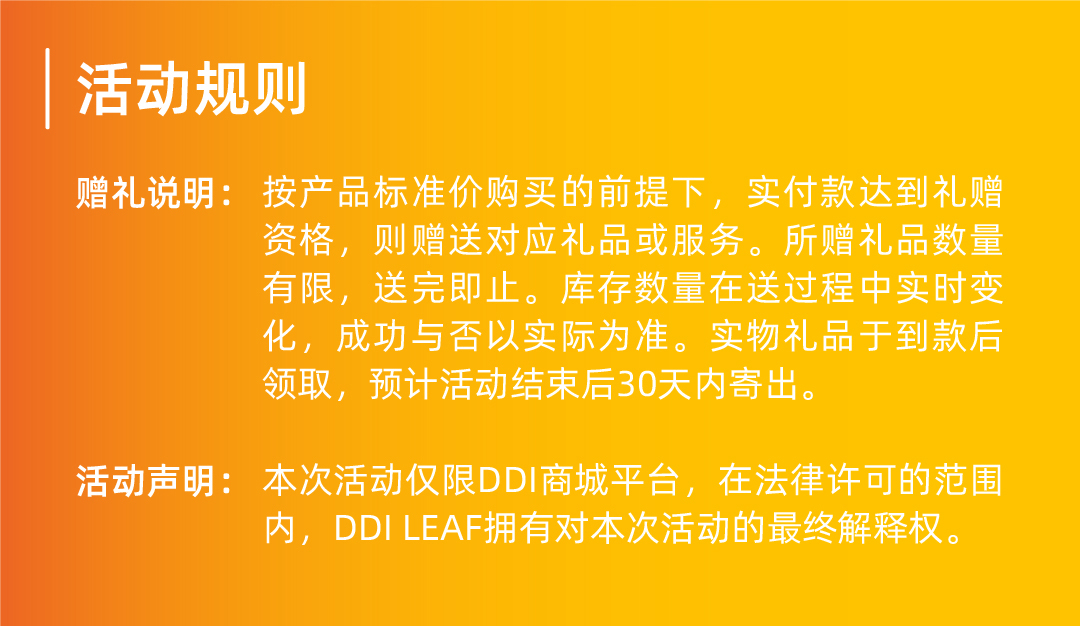 活动规则
赠礼说明：按产品标准价购买的前提下，实付款达到礼赠
资格，则赠送对应礼品或服务。所赠礼品数量
有限，送完即止。库存数量在送过程中实时变
化，成功与否以实际为准。实物礼品于到款后
领取，预计活动结束后30天内寄出。
活动声明：本次活动仅限DDI商城平台，在法律许可的范围
内，DDI LEAF拥有对本次活动的最终解释权。